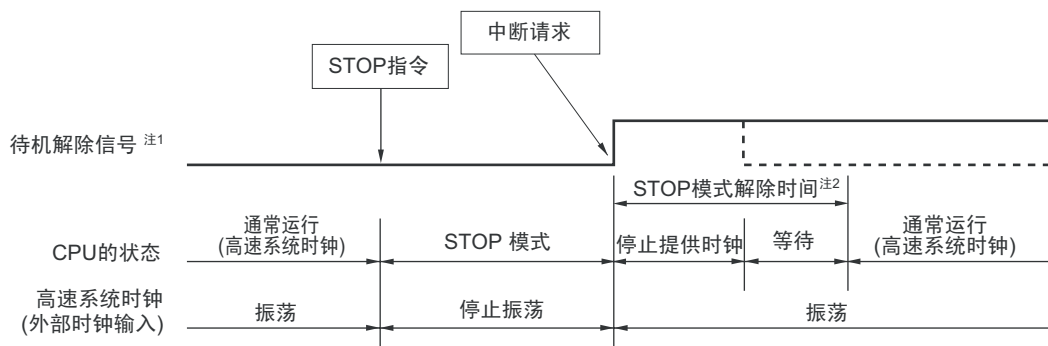 中断请求
STOP指令
待机解除信号 注1
STOP模式解除时间注2
CPU的状态
通常运行
(高速系统时钟)
STOP 模式
停止提供时钟
等待
通常运行
(高速系统时钟)
高速系统时钟
(外部时钟输入)
振荡
停止振荡
振荡